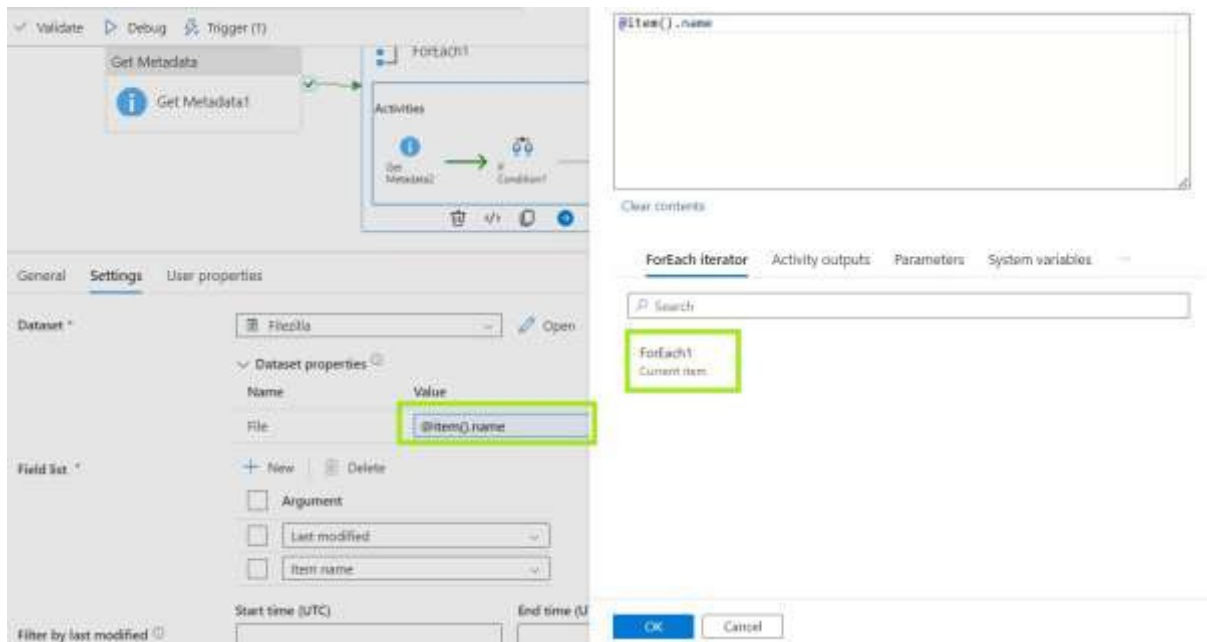 Validate Debug Trigger (1)
Get Metadata
Get Metadata1
ForEach1
Activities
Get
Metadata2
If
Condition1
General Settings User properties
Dataset *
Filezilla
Open
Dataset properties
Name Value
File @item().name
Field list *
New Delete
Argument
Last modified
Item name
Start time (UTC) End time (U
Filter by last modified
@item().name
Clear contents
ForEach iterator Activity outputs Parameters System variables
Search
ForEach1
Current item
OK Cancel